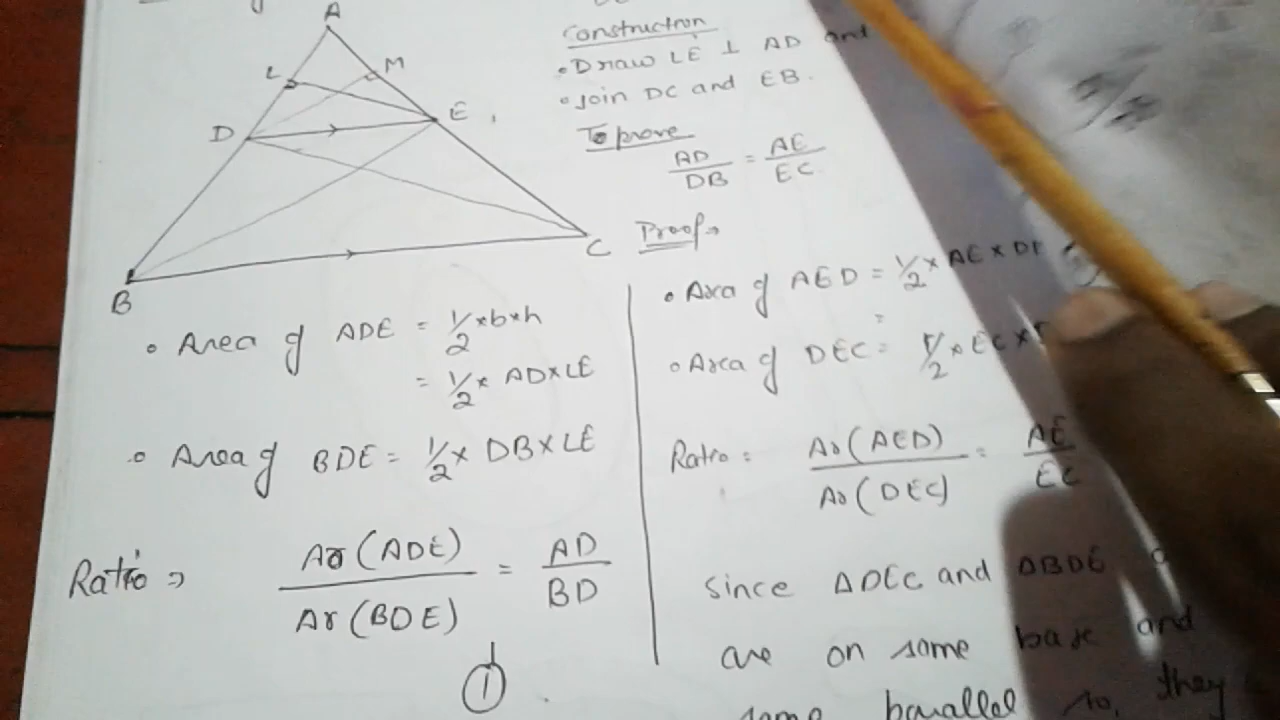 A
L
M
D
E
B
C
Construction
• Draw LE ⊥ AD and
• Join DC and EB.
To prove
AD/DB = AE/EC
Proof→
• Area of ADE = 1/2 × b × h
= 1/2 × AD × LE
• Area of BDE = 1/2 × DB × LE
Ratio ⇒ Ar(ADE)/Ar(BDE) = AD/BD
1
• Area of AED = 1/2 × AE × D
• Area of DEC = 1/2 × EC ×
Ratio = Ar(AED)/Ar(DEC) = AE/EC
since ΔDEC and ΔBDE
are on same base and
same parallel so, they